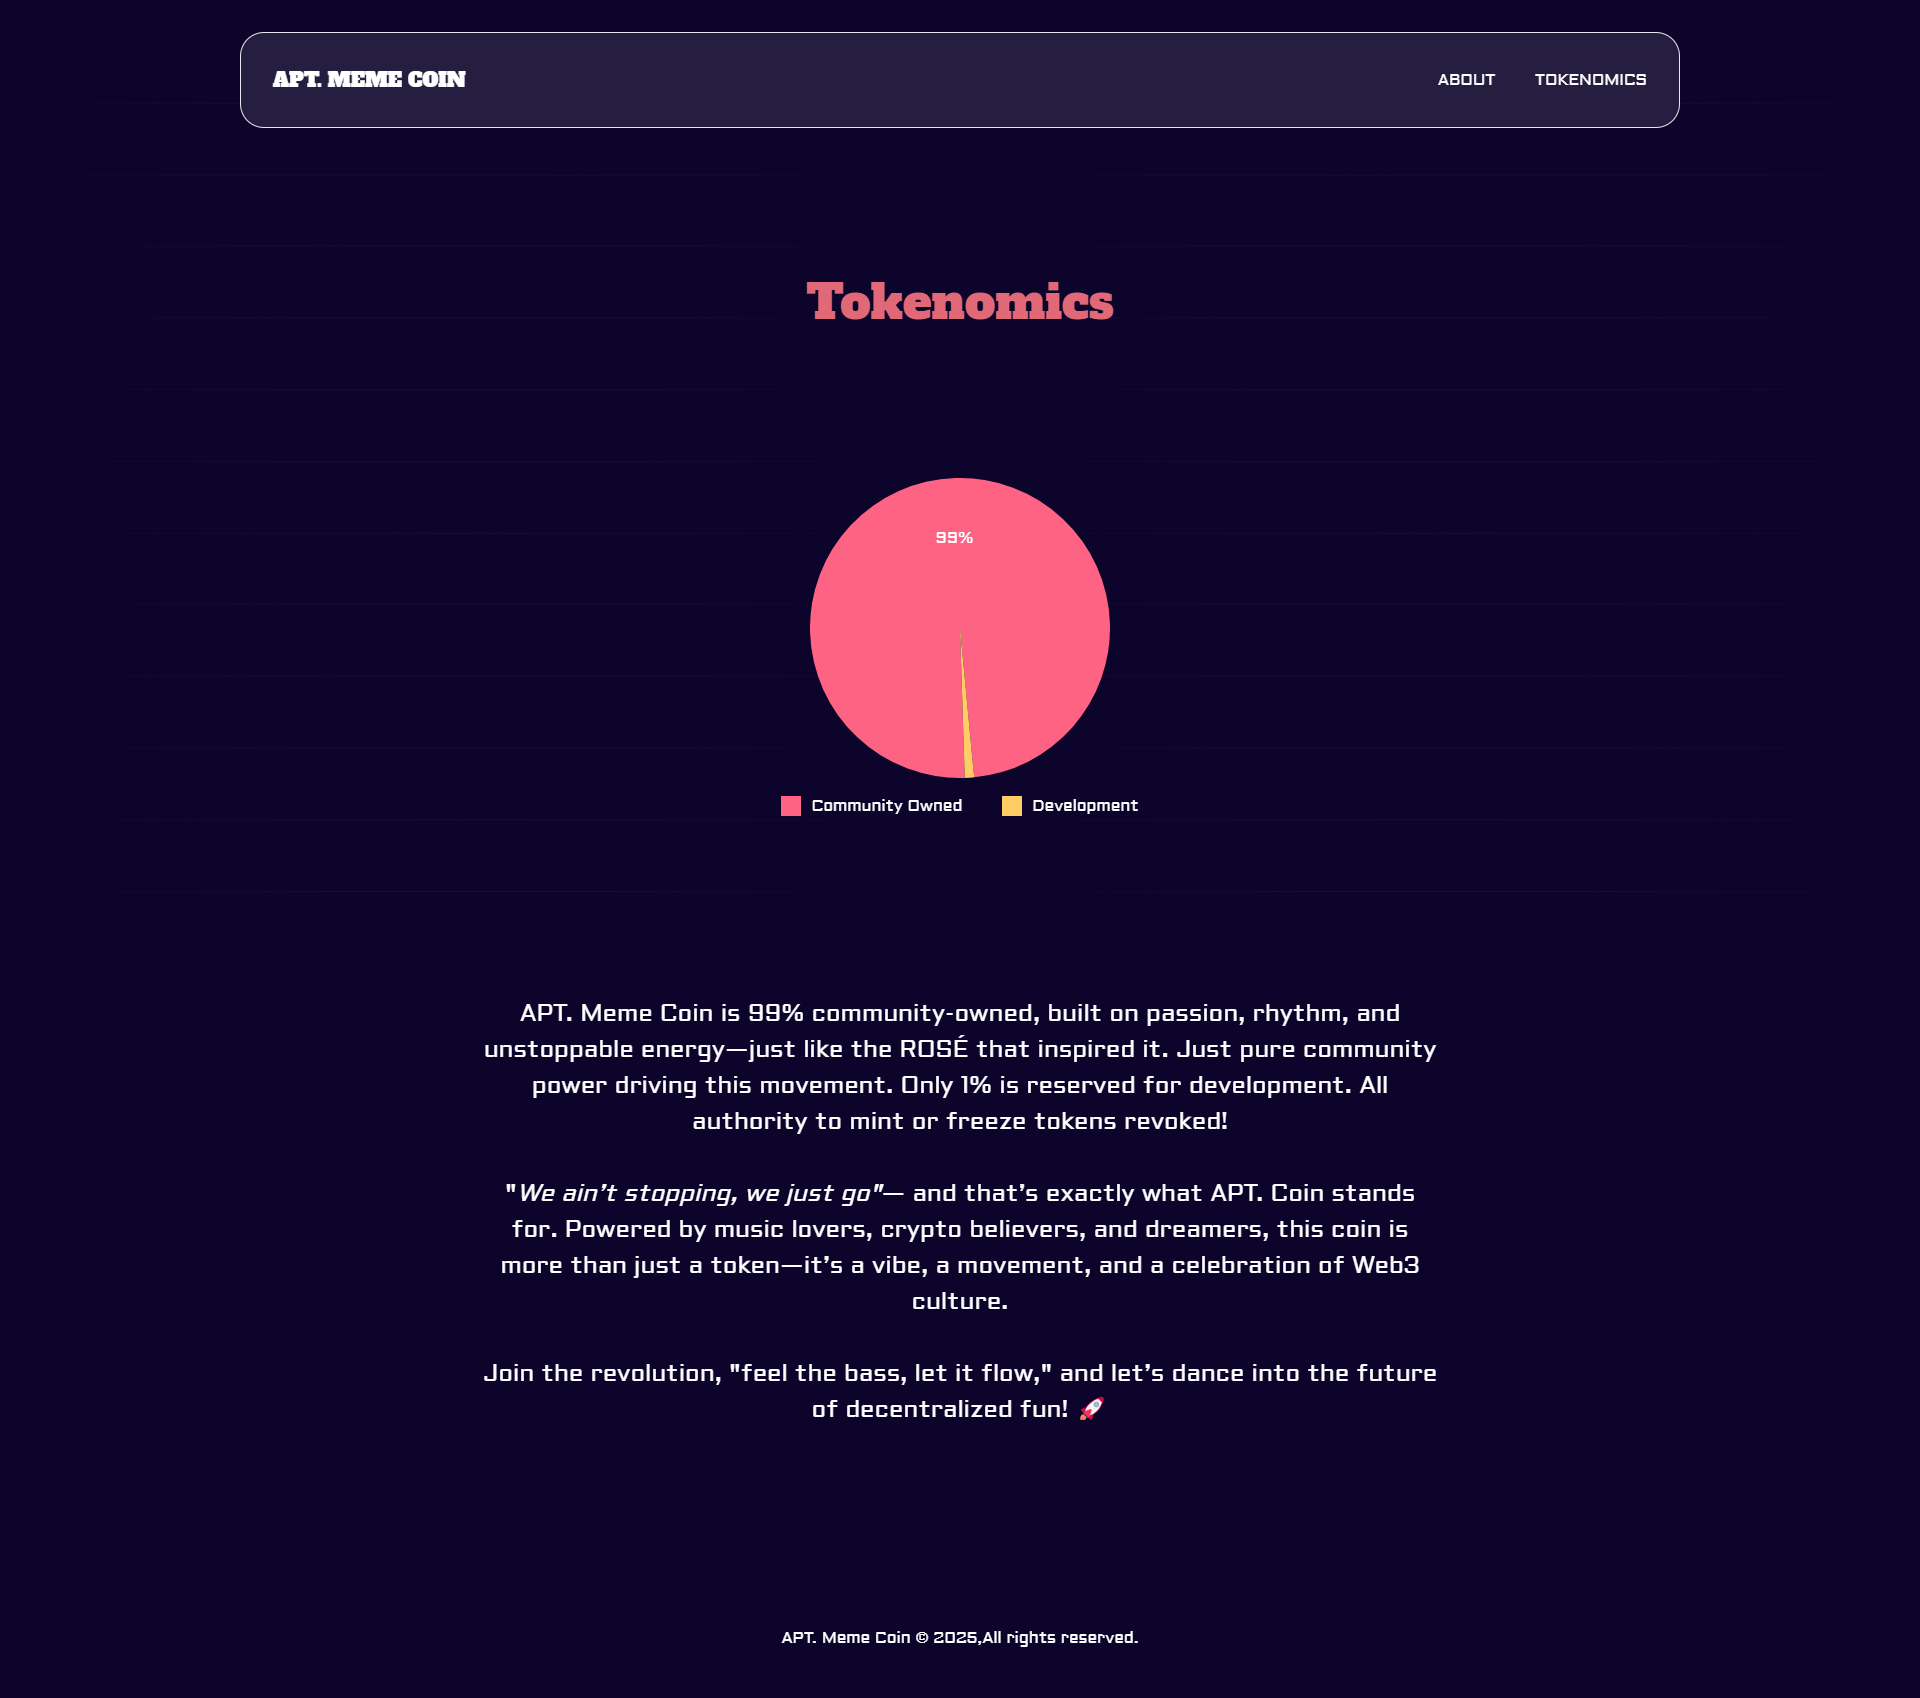 APT. MEME COIN
ABOUT
TOKENOMICS
Tokenomics
99%
Community Owned
Development
APT. Meme Coin is 99% community-owned, built on passion, rhythm, and
unstoppable energy—just like the ROSÉ that inspired it. Just pure community
power driving this movement. Only 1% is reserved for development. All
authority to mint or freeze tokens revoked!
"We ain’t stopping, we just go"— and that’s exactly what APT. Coin stands
for. Powered by music lovers, crypto believers, and dreamers, this coin is
more than just a token—it’s a vibe, a movement, and a celebration of Web3
culture.
Join the revolution, "feel the bass, let it flow," and let’s dance into the future
of decentralized fun! 🚀
APT. Meme Coin © 2025,All rights reserved.